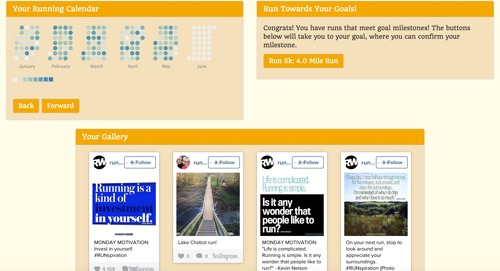 Your Running Calendar
January February March April May June
Back Forward
Run Towards Your Goals!
Congrats! You have runs that meet goal milestones! The buttons
below will take you to your goal, where you can confirm your
milestone.
Run 5k: 4.0 Mile Run
Your Gallery
RW run... + Follow
Running is a
kind of
investment
in yourself.
MONDAY MOTIVATION:
Invest in yourself.
#RUNspiration
Instagram
run... + Follow
Lake Chabot run!
0 0 Instagram
RW run... + Follow
Life is complicated.
Running is simple.
Is it any
wonder that
people like to
run?
MONDAY MOTIVATION:
"Life is complicated.
Running is simple. Is it
any wonder that people
like to run?" - Kevin Nelson
RW run... + Follow
On your next run, stop to
look around and
appreciate your
surroundings.
#RUNspiration (Photo